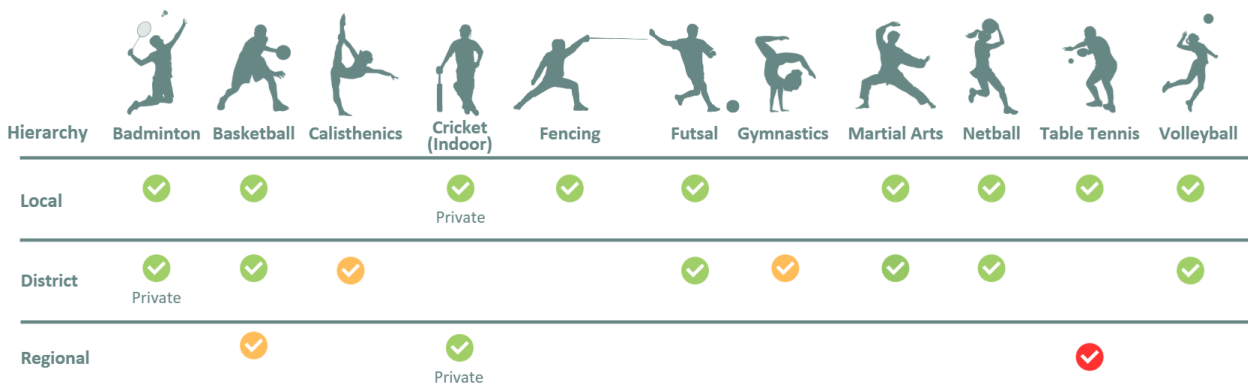 Hierarchy Badminton Basketball Calisthenics Cricket (Indoor) Fencing Futsal Gymnastics Martial Arts Netball Table Tennis Volleyball
Local
Private
District
Private
Regional
Private